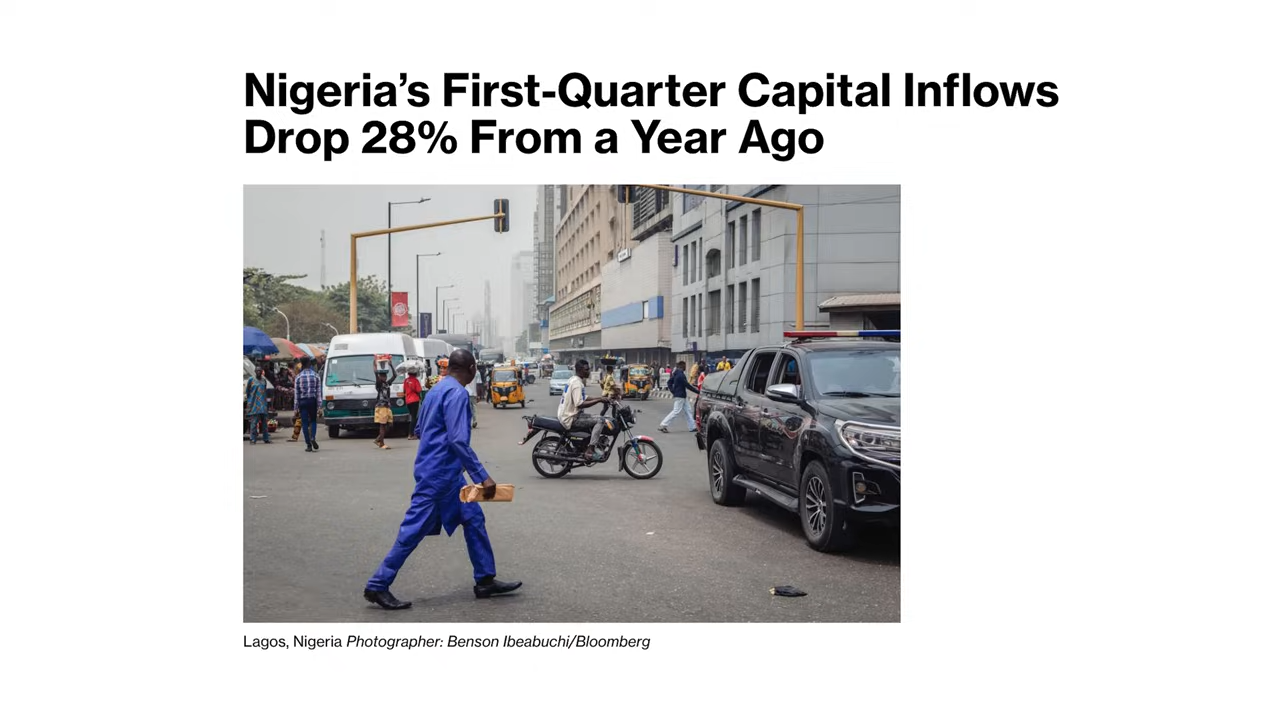 Nigeria’s First-Quarter Capital Inflows
Drop 28% From a Year Ago
Lagos, Nigeria Photographer: Benson Ibeabuchi/Bloomberg